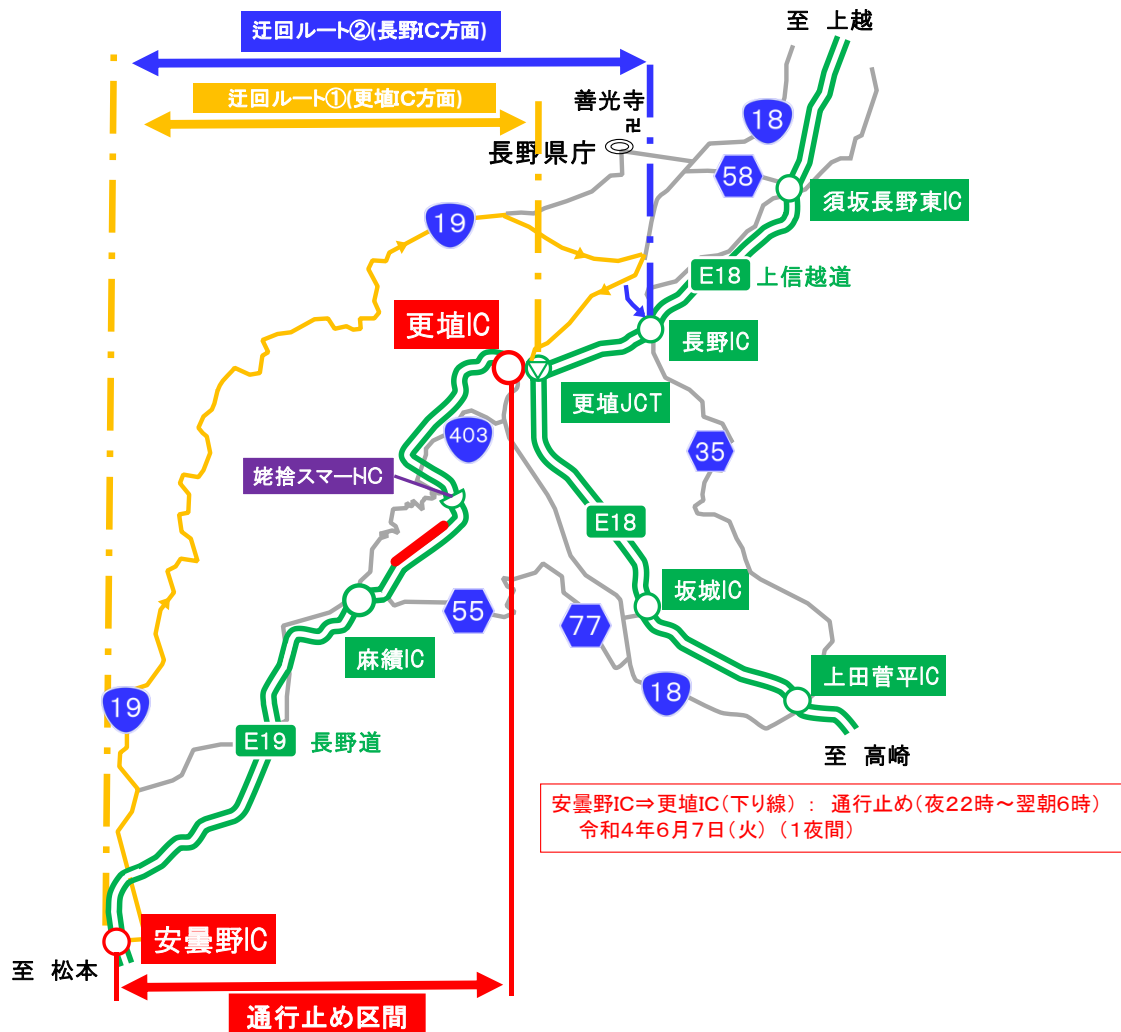 至 上越
迂回ルート②(長野IC方面)
迂回ルート①(更埴IC方面)
善光寺
卍
18
長野県庁
58
須坂長野東IC
19
E18 上信越道
更埴IC
長野IC
更埴JCT
403
35
姨捨スマートIC
E18
坂城IC
55
77
麻績IC
上田菅平IC
19
18
E19 長野道
至 高崎
安曇野IC⇒更埴IC(下り線) : 通行止め(夜22時~翌朝6時)
令和4年6月7日(火) (1夜間)
安曇野IC
至 松本
通行止め区間